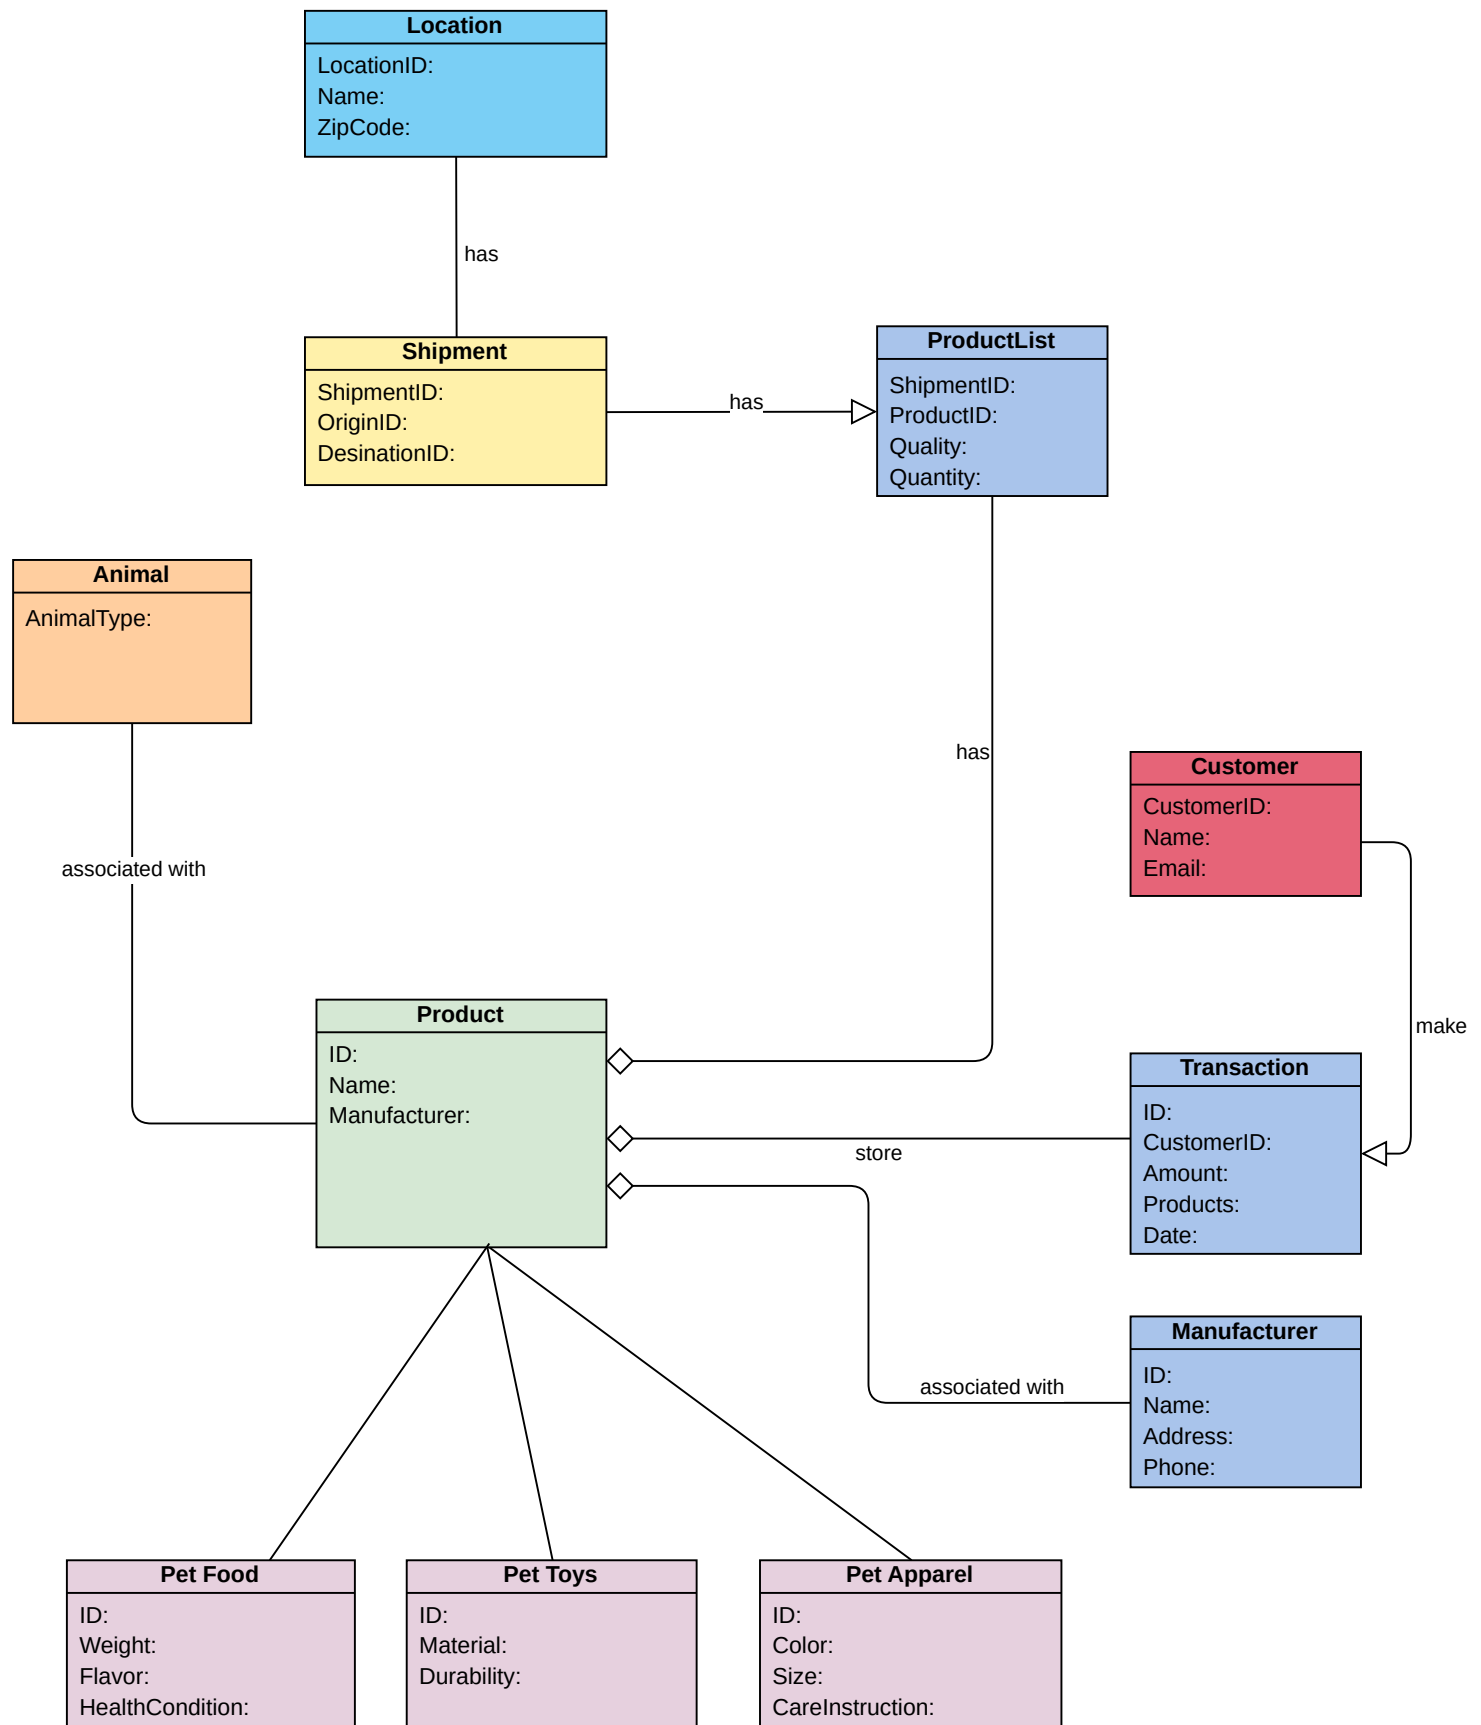 Location
LocationID:
Name:
ZipCode:
has
Shipment
ShipmentID:
OriginID:
DesinationID:
has
ProductList
ShipmentID:
ProductID:
Quality:
Quantity:
Animal
AnimalType:
has
Customer
CustomerID:
Name:
Email:
associated with
make
Product
ID:
Name:
Manufacturer:
store
Transaction
ID:
CustomerID:
Amount:
Products:
Date:
associated with
Manufacturer
ID:
Name:
Address:
Phone:
Pet Food
ID:
Weight:
Flavor:
HealthCondition:
Pet Toys
ID:
Material:
Durability:
Pet Apparel
ID:
Color:
Size:
CareInstruction: